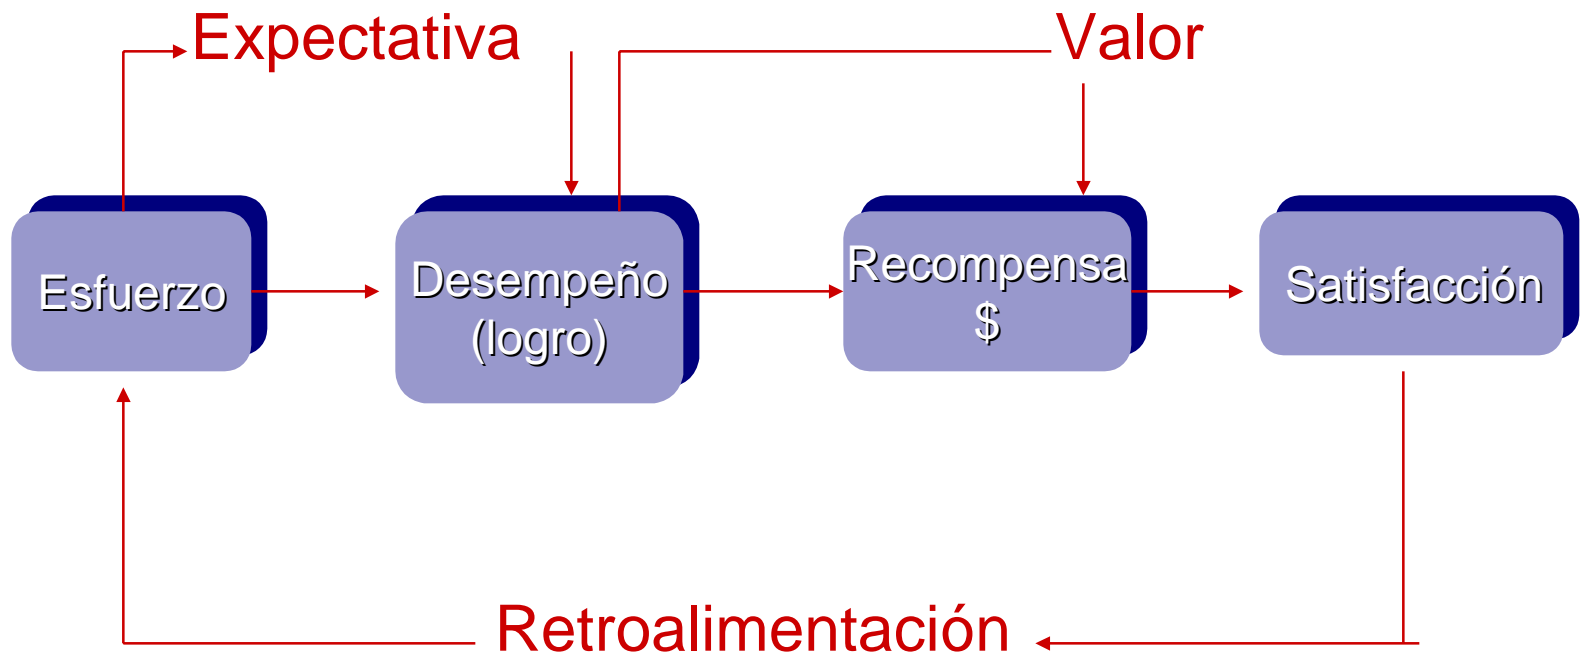 Expectativa
Valor
Esfuerzo
Desempeño
(logro)
Recompensa
$
Satisfacción
Retroalimentación